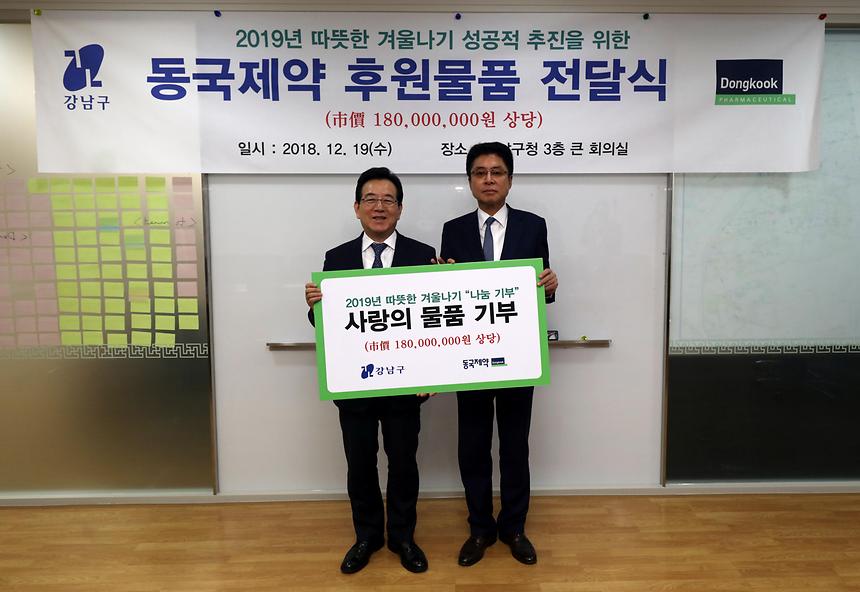 2019년 따뜻한 겨울나기 성공적 추진을 위한
강남구
동국제약 후원물품 전달식
Dongkook
PHARMACEUTICAL
(市價 180,000,000원 상당)
일시 : 2018. 12. 19(수) 장소 구청 3층 큰 회의실
2019년 따뜻한 겨울나기 "나눔 기부"
사랑의 물품 기부
(市價 180,000,000원 상당)
강남구 동국제약 Dongkook